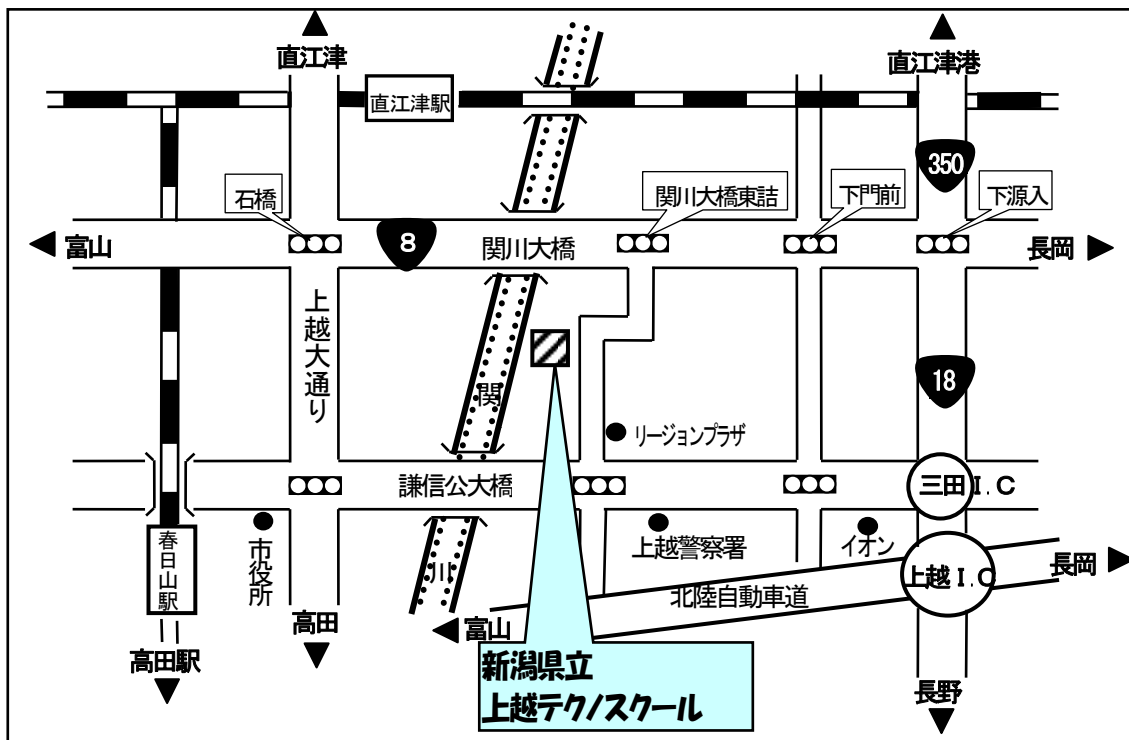 直江津
直江津港
直江津駅
350
石橋
関川大橋東詰
下門前
下源入
富山
8
関川大橋
長岡
上越大通り
関
18
リージョンプラザ
謙信公大橋
三田I.C
春日山駅
市役所
川
上越警察署
イオン
上越I.C
長岡
北陸自動車道
高田
富山
高田駅
新潟県立
上越テクノスクール
長野